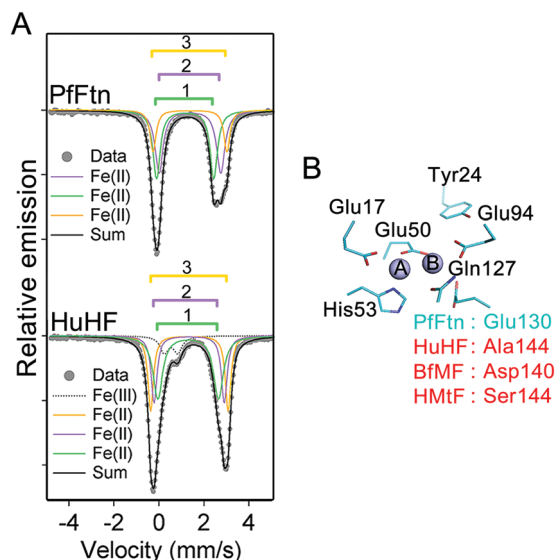 A
Relative emission
3
2
1
PfFtn
Data
Fe(II)
Fe(II)
Fe(II)
Sum
3
2
1
HuHF
Data
Fe(III)
Fe(II)
Fe(II)
Fe(II)
Sum
-4 -2 0 2 4
Velocity (mm/s)
B
Tyr24
Glu17
Glu50
Glu94
A
B
Gln127
His53
PfFtn : Glu130
HuHF : Ala144
BfMF : Asp140
HMtF : Ser144